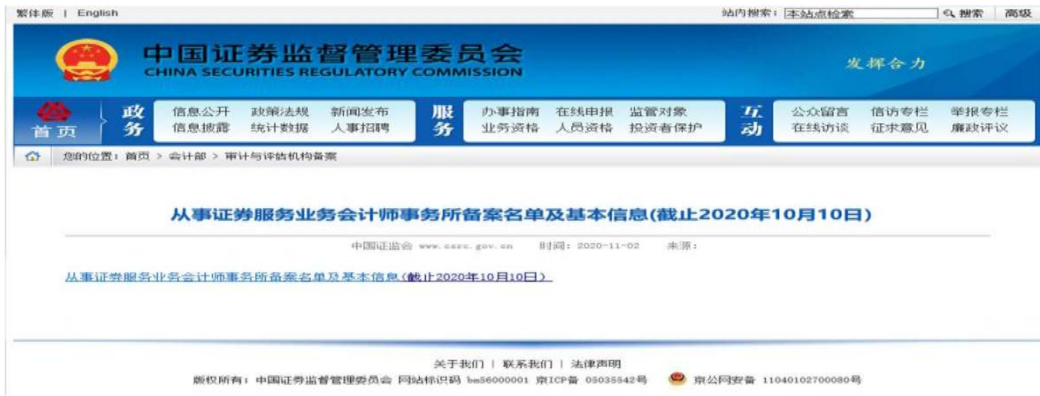 繁体版 | English 站内搜索： 本站点检索 搜索 高级
中国证券监督管理委员会
CHINA SECURITIES REGULATORY COMMISSION
发挥合力
首页 政务 信息公开 政策法规 新闻发布 服务 办事指南 在线申报 监管对象 互动 公众留言 信访专栏 举报专栏
信息披露 统计数据 人事招聘 业务资格 人员资格 投资者保护 在线访谈 征求意见 廉政评议
您的位置：首页 > 会计部 > 审计与评估机构备案
从事证券服务业务会计师事务所备案名单及基本信息(截止2020年10月10日)
中国证监会 www.csrc.gov.cn 时间：2020-11-02 来源：
从事证券服务业务会计师事务所备案名单及基本信息（截止2020年10月10日）
关于我们 | 联系我们 | 法律声明
版权所有：中国证券监督管理委员会 网站标识码 bm56000001 京ICP备 05035542号 京公网安备 11040102700080号